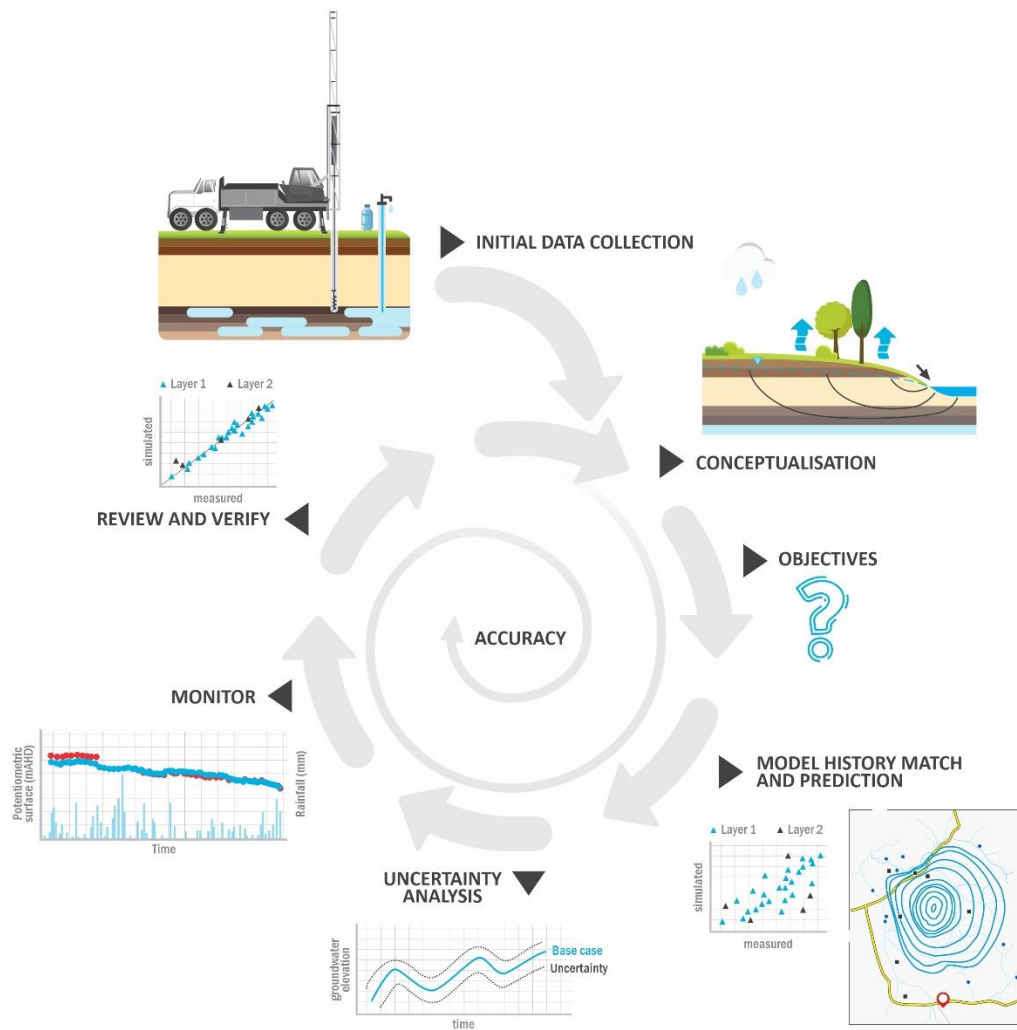 INITIAL DATA COLLECTION
CONCEPTUALISATION
OBJECTIVES
MODEL HISTORY MATCH
AND PREDICTION
Layer 1 Layer 2
simulated
measured
UNCERTAINTY
ANALYSIS
groundwater
elevation
Base case
Uncertainty
time
MONITOR
Potentiometric
surface (mAHD)
Rainfall (mm)
Time
Layer 1 Layer 2
simulated
measured
REVIEW AND VERIFY
ACCURACY